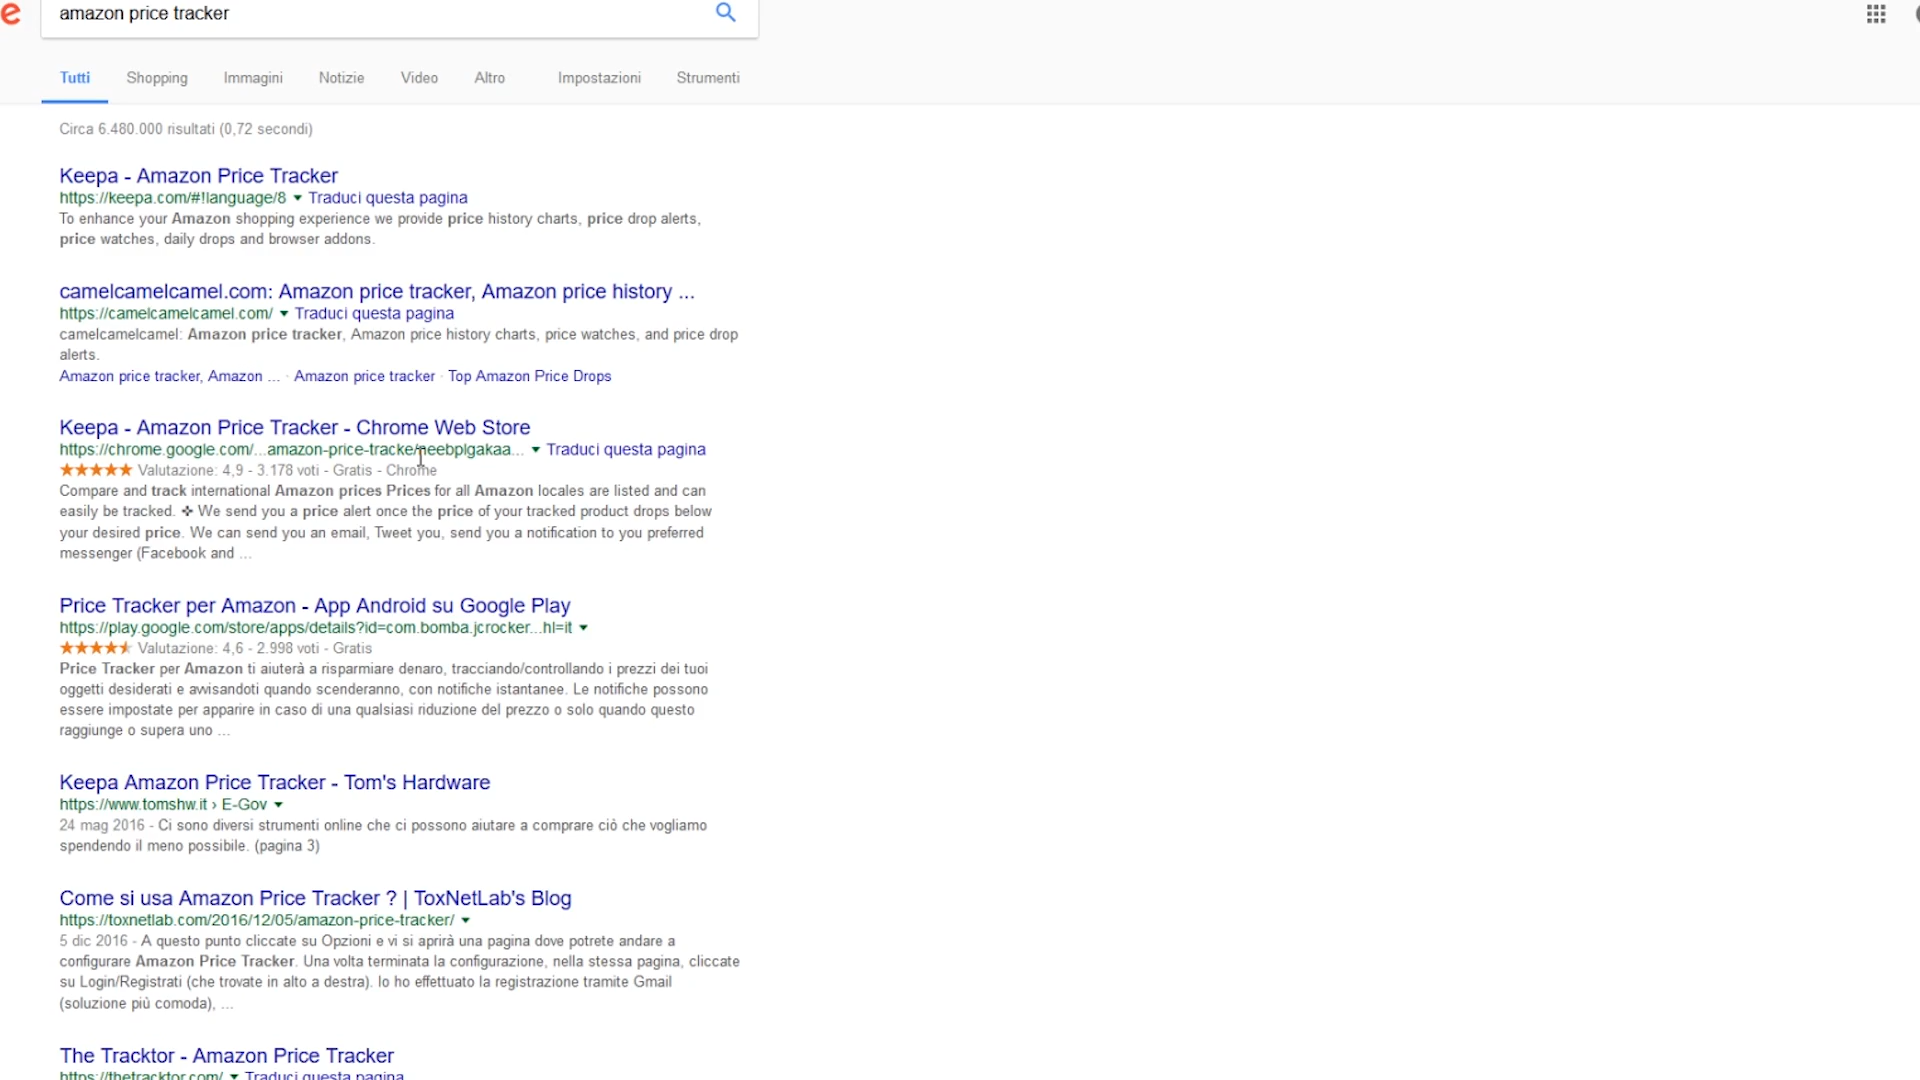 e
amazon price tracker
Tutti Shopping Immagini Notizie Video Altro Impostazioni Strumenti
Circa 6.480.000 risultati (0,72 secondi)
Keepa - Amazon Price Tracker
https://keepa.com/#!language/8 ▼ Traduci questa pagina
To enhance your Amazon shopping experience we provide price history charts, price drop alerts,
price watches, daily drops and browser addons.
camelcamelcamel.com: Amazon price tracker, Amazon price history ...
https://camelcamelcamel.com/ ▼ Traduci questa pagina
camelcamelcamel: Amazon price tracker, Amazon price history charts, price watches, and price drop
alerts.
Amazon price tracker, Amazon ... · Amazon price tracker · Top Amazon Price Drops
Keepa - Amazon Price Tracker - Chrome Web Store
https://chrome.google.com/...amazon-price-tracke/neebplgakaa... ▼ Traduci questa pagina
★★★★★ Valutazione: 4,9 - 3.178 voti - Gratis - Chrome
Compare and track international Amazon prices Prices for all Amazon locales are listed and can
easily be tracked. ✤ We send you a price alert once the price of your tracked product drops below
your desired price. We can send you an email, Tweet you, send you a notification to you preferred
messenger (Facebook and ...
Price Tracker per Amazon - App Android su Google Play
https://play.google.com/store/apps/details?id=com.bomba.jcrocker...hl=it ▼
Valutazione: 4,6 - 2.998 voti - Gratis
Price Tracker per Amazon ti aiuterà a risparmiare denaro, tracciando/controllando i prezzi dei tuoi
oggetti desiderati e avvisandoti quando scenderanno, con notifiche istantanee. Le notifiche possono
essere impostate per apparire in caso di una qualsiasi riduzione del prezzo o solo quando questo
raggiunge o supera uno ...
Keepa Amazon Price Tracker - Tom's Hardware
https://www.tomshw.it › E-Gov ▼
24 mag 2016 - Ci sono diversi strumenti online che ci possono aiutare a comprare ciò che vogliamo
spendendo il meno possibile. (pagina 3)
Come si usa Amazon Price Tracker ? | ToxNetLab's Blog
https://toxnetlab.com/2016/12/05/amazon-price-tracker/ ▼
5 dic 2016 - A questo punto cliccate su Opzioni e vi si aprirà una pagina dove potrete andare a
configurare Amazon Price Tracker. Una volta terminata la configurazione, nella stessa pagina, cliccate
su Login/Registrati (che trovate in alto a destra). Io ho effettuato la registrazione tramite Gmail
(soluzione più comoda), ...
The Tracktor - Amazon Price Tracker
https://thetracktor.com/ ▼ Traduci questa pagina